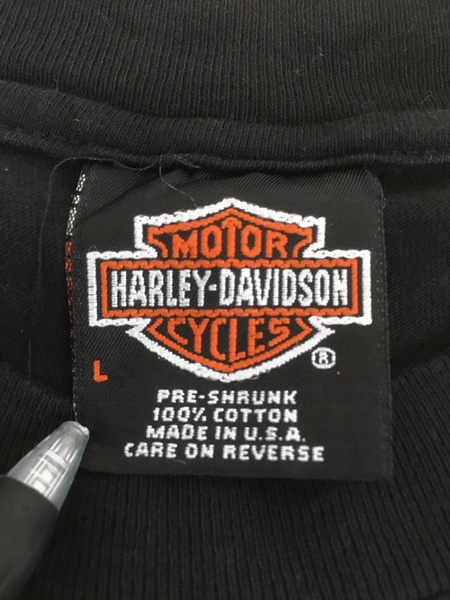 MOTOR
HARLEY-DAVIDSON
CYCLES
®
L
PRE-SHRUNK
100% COTTON
MADE IN U.S.A.
CARE ON REVERSE